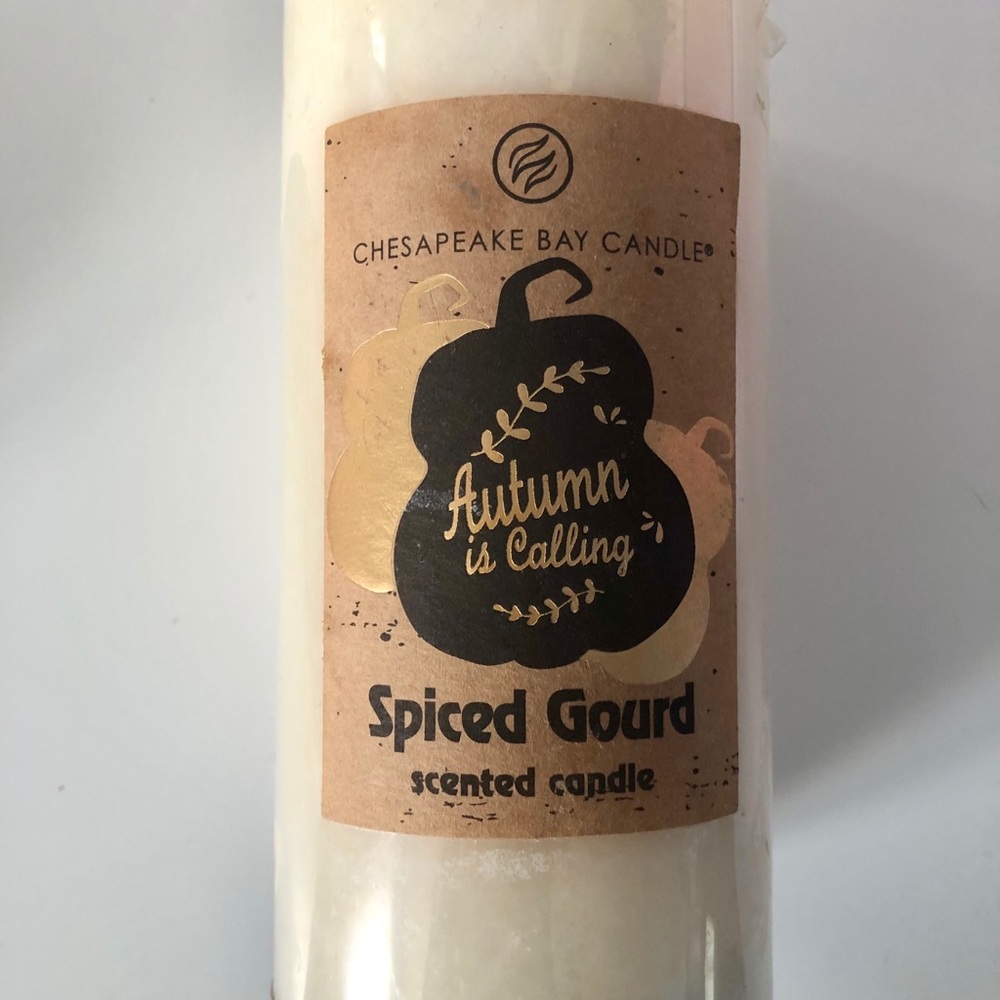 CHESAPEAKE BAY CANDLE®
Autumn
is Calling
Spiced Gourd
scented candle